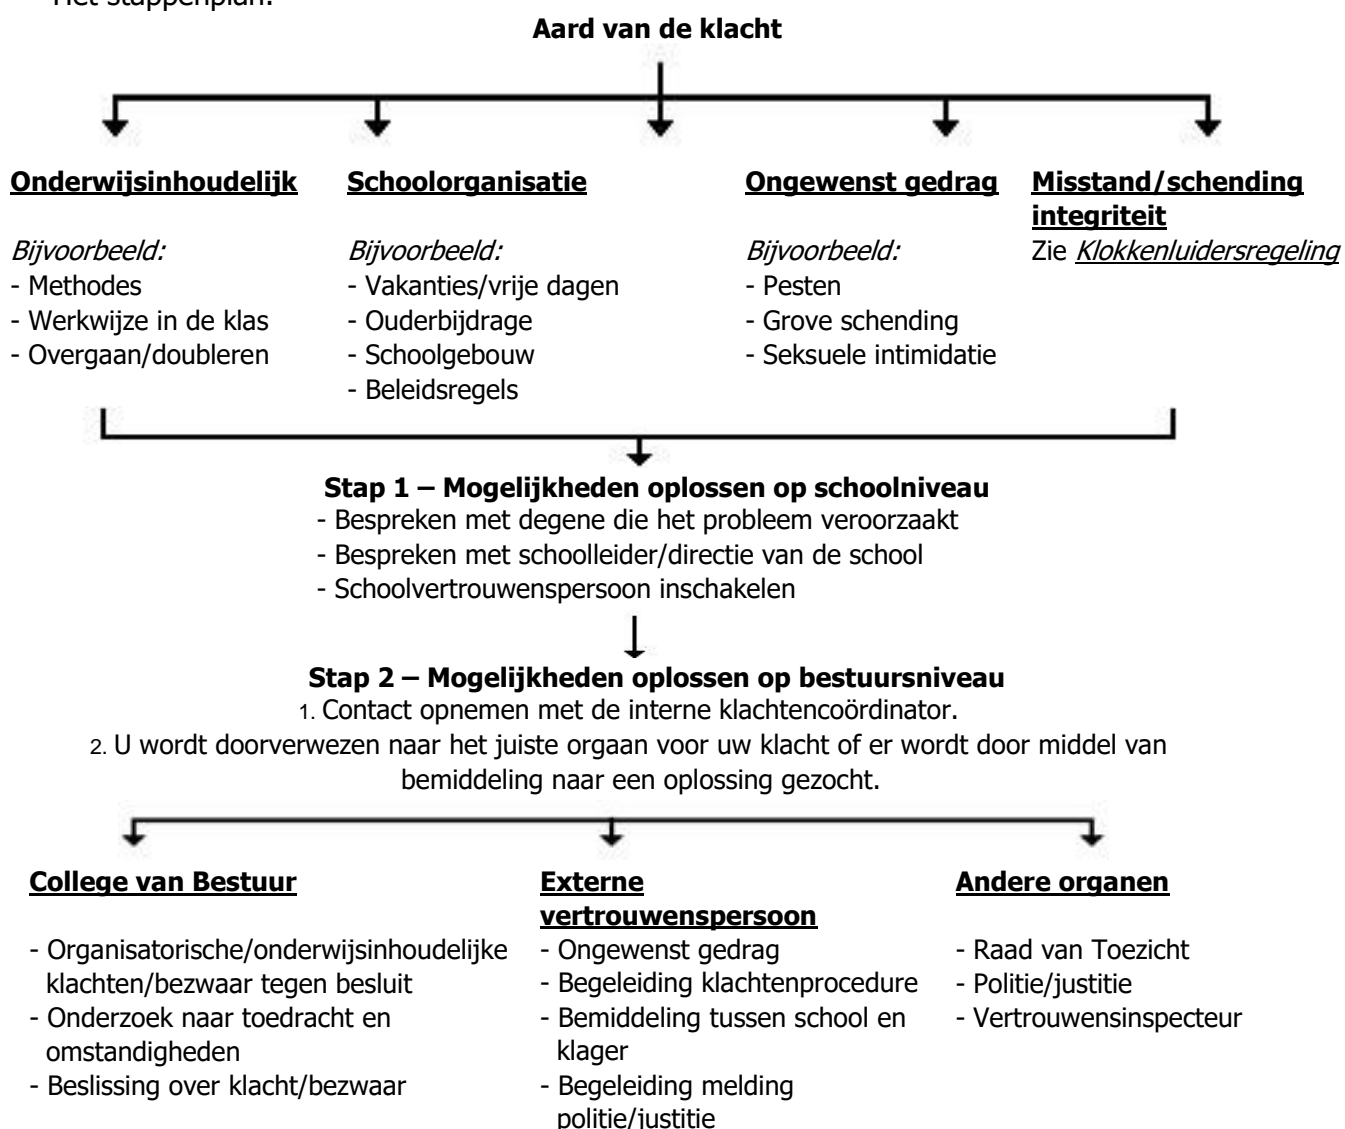 Het stappenplan:
Aard van de klacht
Onderwijsinhoudelijk
Bijvoorbeeld:
- Methodes
- Werkwijze in de klas
- Overgaan/doubleren
Schoolorganisatie
Bijvoorbeeld:
- Vakanties/vrije dagen
- Ouderbijdrage
- Schoolgebouw
- Beleidsregels
Ongewenst gedrag
Bijvoorbeeld:
- Pesten
- Grove schending
- Seksuele intimidatie
Misstand/schending
integriteit
Zie Klokkenluidersregeling
Stap 1 – Mogelijkheden oplossen op schoolniveau
- Bespreken met degene die het probleem veroorzaakt
- Bespreken met schoolleider/directie van de school
- Schoolvertrouwenspersoon inschakelen
Stap 2 – Mogelijkheden oplossen op bestuursniveau
1. Contact opnemen met de interne klachtencoördinator.
2. U wordt doorverwezen naar het juiste orgaan voor uw klacht of er wordt door middel van
bemiddeling naar een oplossing gezocht.
College van Bestuur
- Organisatorische/onderwijsinhoudelijke
klachten/bezwaar tegen besluit
- Onderzoek naar toedracht en
omstandigheden
- Beslissing over klacht/bezwaar
Externe
vertrouwenspersoon
- Ongewenst gedrag
- Begeleiding klachtenprocedure
- Bemiddeling tussen school en
klager
- Begeleiding melding
politie/justitie
Andere organen
- Raad van Toezicht
- Politie/justitie
- Vertrouwensinspecteur